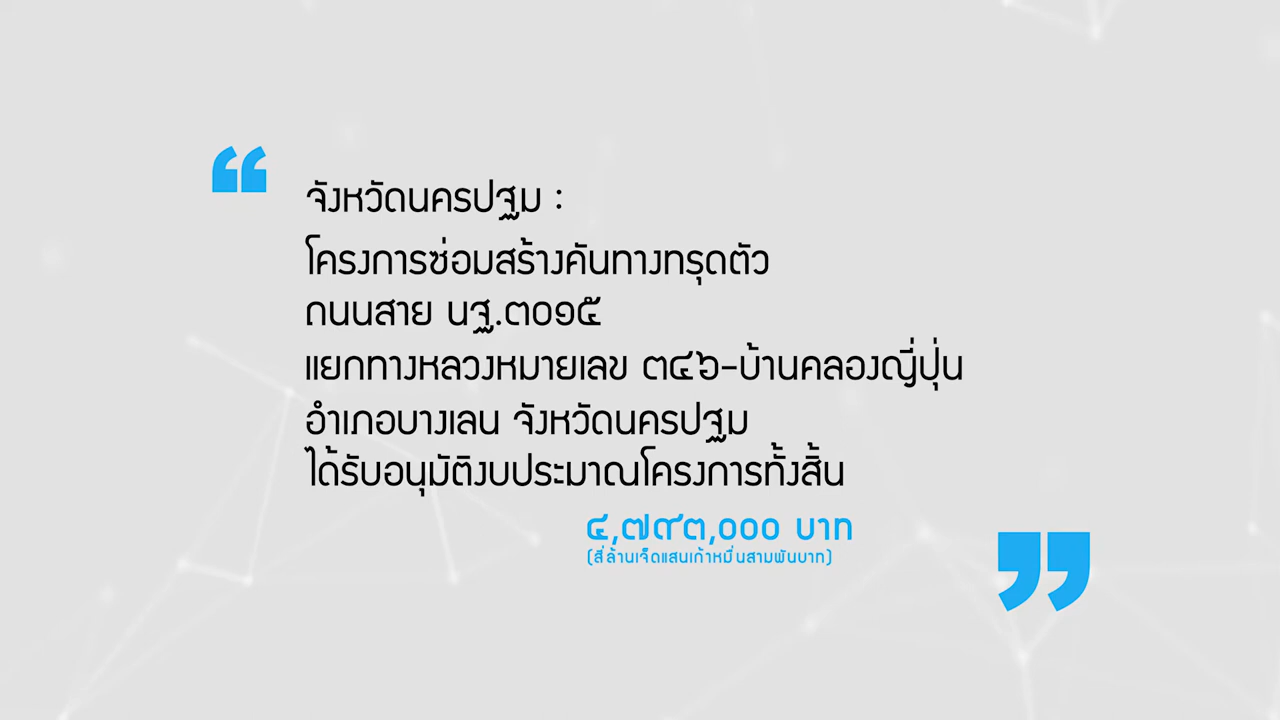 “
จังหวัดนครปฐม :
โครงการซ่อมสร้างคันทางทรุดตัว
ถนนสาย นฐ.๓๐๑๕
แยกทางหลวงหมายเลข ๓๔๖-บ้านคลองญี่ปุ่น
อำเภอบางเลน จังหวัดนครปฐม
ได้รับอนุมัติงบประมาณโครงการทั้งสิ้น
๔,๗๙๓,๐๐๐ บาท
(สี่ล้านเจ็ดแสนเก้าหมื่นสามพันบาท)
”